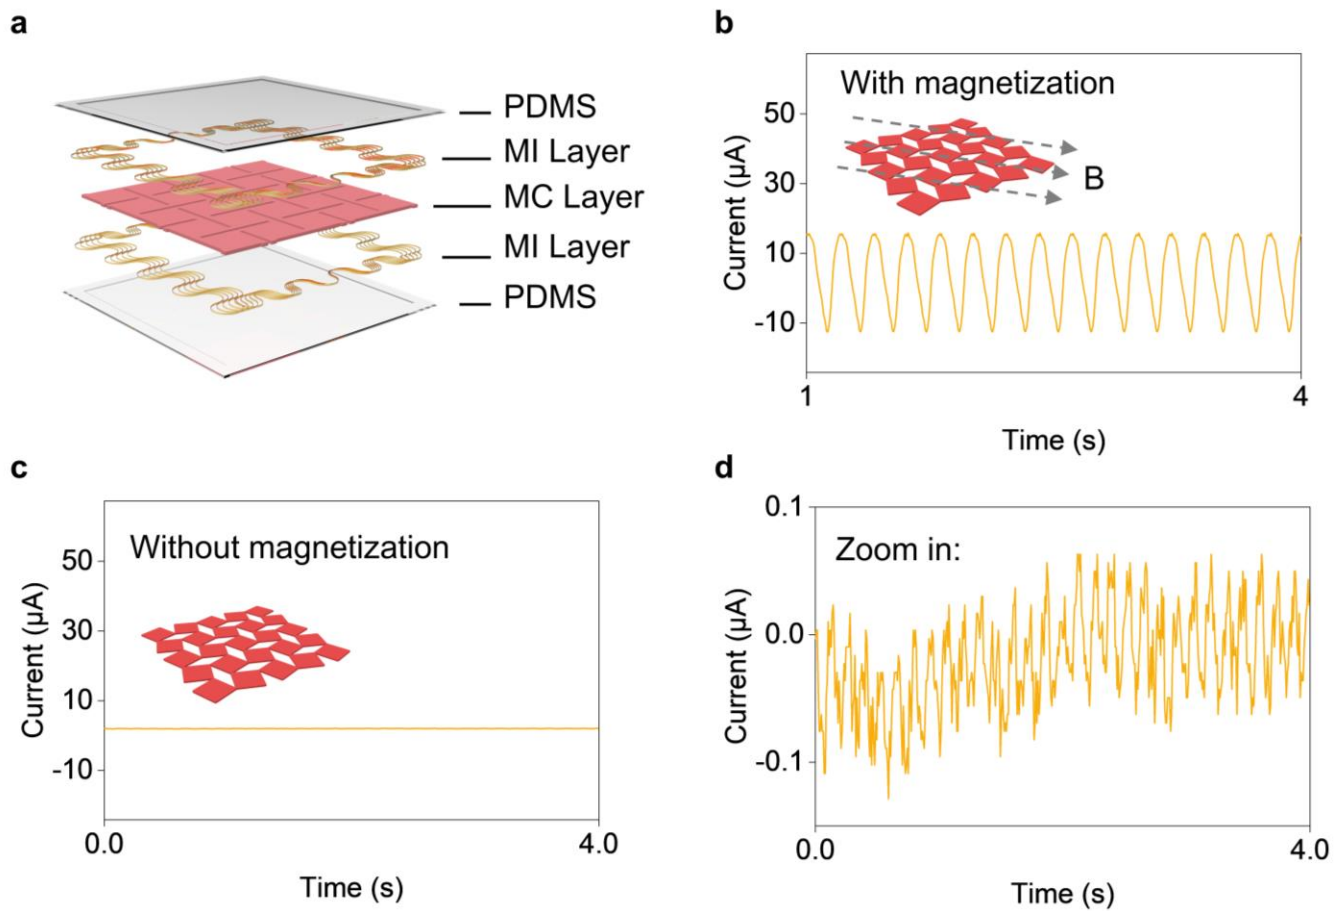 a
PDMS
MI Layer
MC Layer
MI Layer
PDMS
b
With magnetization
B
50
30
10
-10
Current (µA)
1
4
Time (s)
c
Without magnetization
50
30
10
-10
Current (µA)
0.0
4.0
Time (s)
d
Zoom in:
0.1
0.0
-0.1
Current (µA)
0.0
4.0
Time (s)